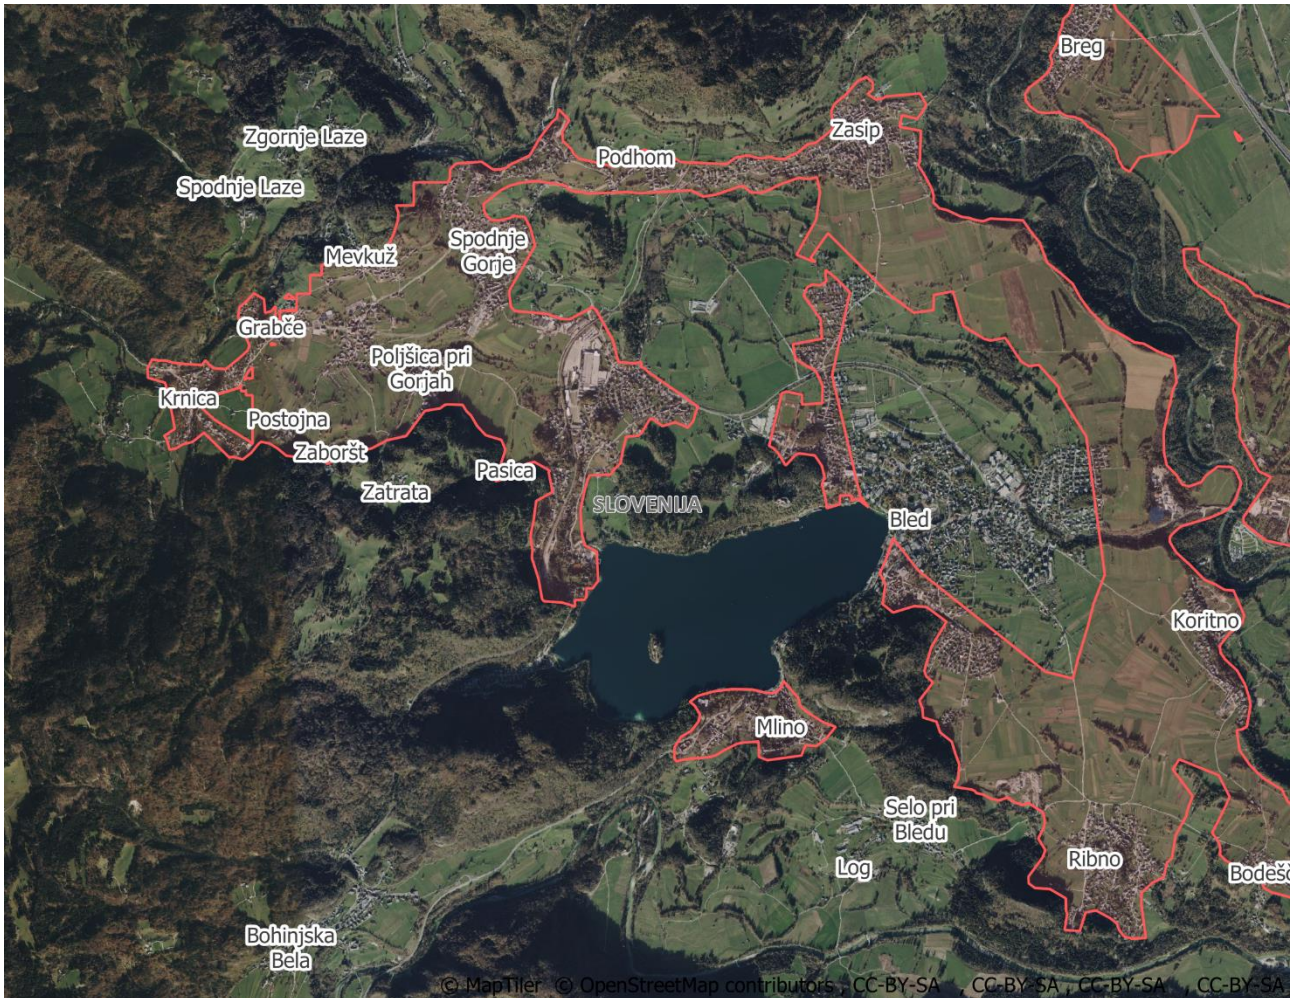 Breg
Zasip
Zgornje Laze
Podhom
Spodnje Laze
Spodnje
Gorje
Mevkuž
Grabče
Poljšica pri
Gorjah
Krnica
Postojna
Zaboršt
Pasica
Zatrata
SLOVENIJA
Bled
Koritno
Mlino
Selo pri
Bledu
Ribno
Log
Bodešč
Bohinjska
Bela
© MapTiler © OpenStreetMap contributors , CC-BY-SA , CC-BY-SA , CC-BY-SA , CC-BY-SA